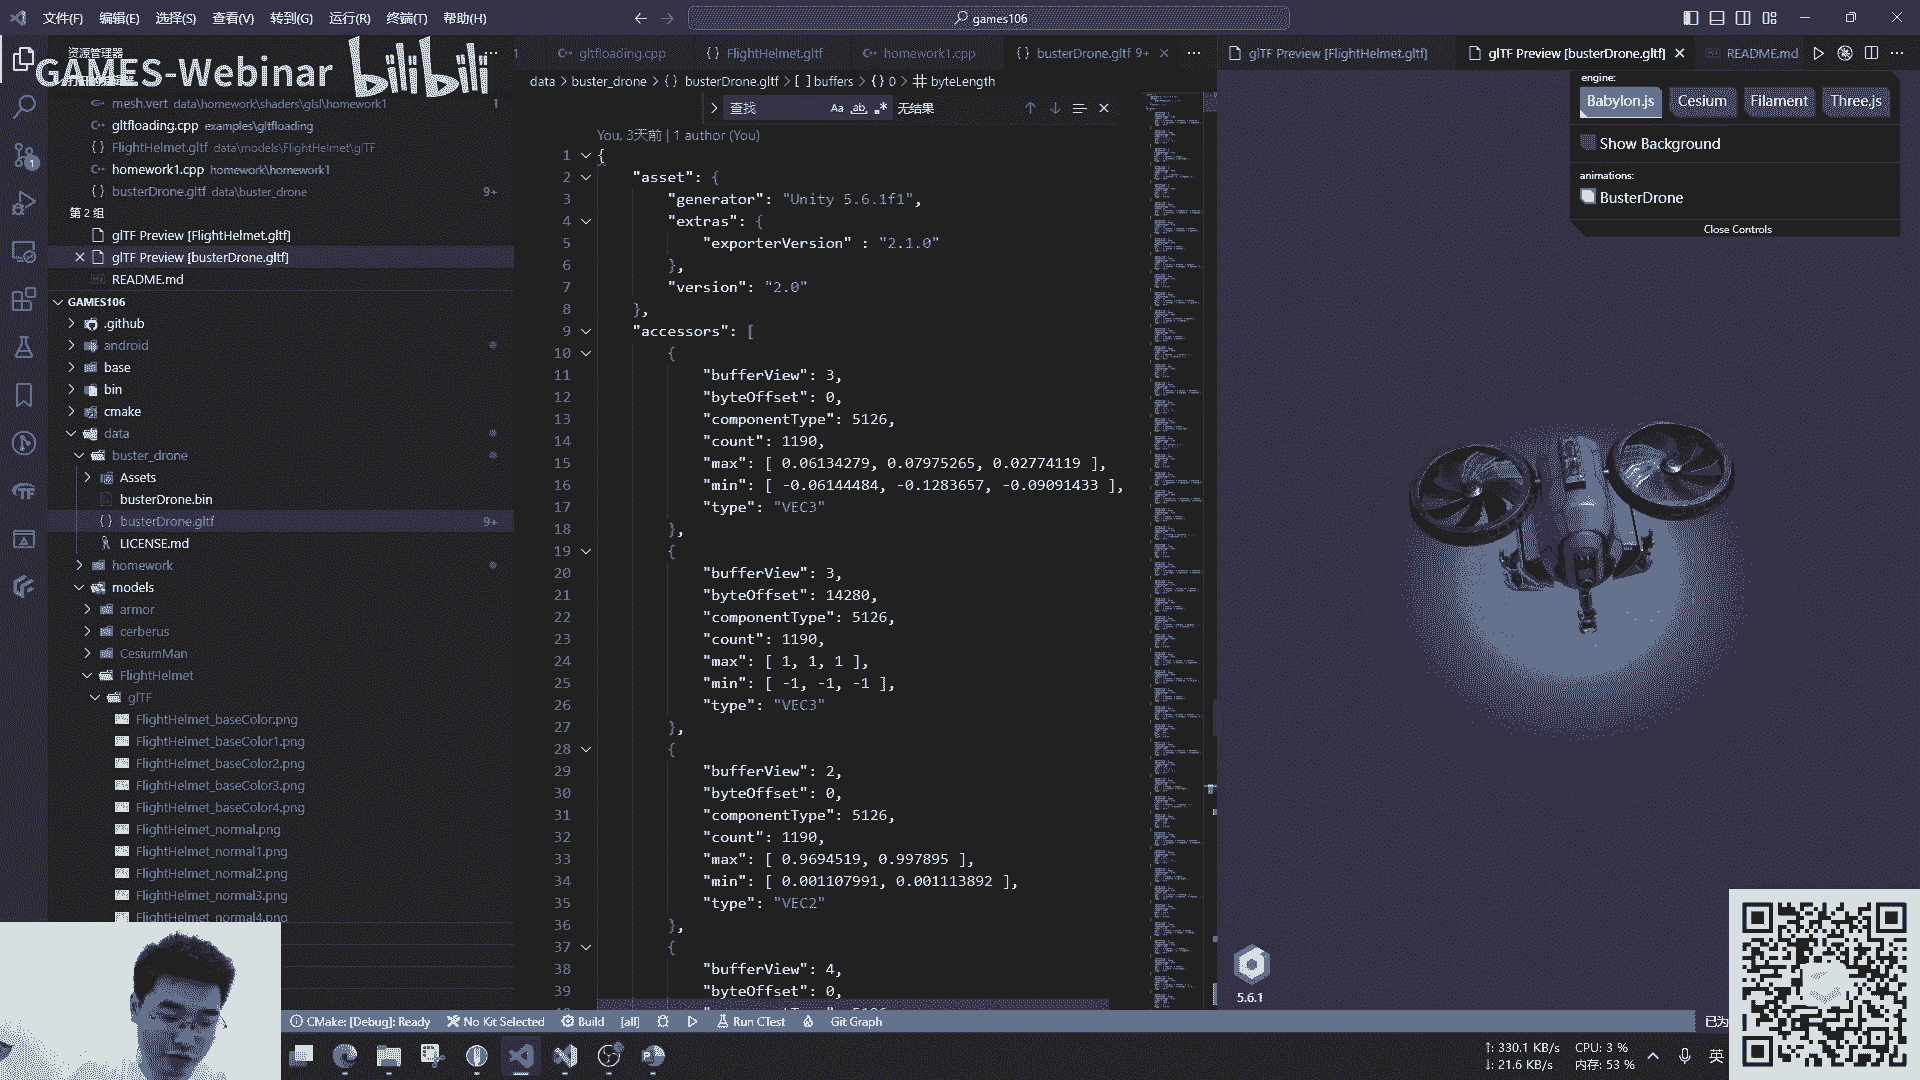 文件(F) 编辑(E) 选择(S) 查看(V) 转到(G) 运行(R) 终端(T) 帮助(H)
games106
资源管理器
GAMES-Webinar bilibili
mesh.vert data\homework\shaders\glsl\homework1 1
gltfloading.cpp examples\gltfloading
FlightHelmet.gltf data\models\FlightHelmet\glTF
homework1.cpp homework\homework1
busterDrone.gltf data\buster_drone 9+
第 2 组
glTF Preview [FlightHelmet.gltf]
glTF Preview [busterDrone.gltf]
README.md
GAMES106
.github
android
base
bin
cmake
data
buster_drone
Assets
busterDrone.bin
busterDrone.gltf 9+
LICENSE.md
homework
models
armor
cerberus
CesiumMan
FlightHelmet
glTF
FlightHelmet_baseColor.png
FlightHelmet_baseColor1.png
FlightHelmet_baseColor2.png
FlightHelmet_baseColor3.png
FlightHelmet_baseColor4.png
FlightHelmet_normal.png
FlightHelmet_normal1.png
FlightHelmet_normal2.png
FlightHelmet_normal3.png
FlightHelmet_normal4.png
1 gltfloading.cpp FlightHelmet.gltf homework1.cpp busterDrone.gltf 9+
data > buster_drone > busterDrone.gltf > [ ] buffers > { } 0 > byteLength
查找 Aa ab .* 无结果
You, 3天前 | 1 author (You)
1 {
2 "asset": {
3 "generator": "Unity 5.6.1f1",
4 "extras": {
5 "exporterVersion" : "2.1.0"
6 },
7 "version": "2.0"
8 },
9 "accessors": [
10 {
11 "bufferView": 3,
12 "byteOffset": 0,
13 "componentType": 5126,
14 "count": 1190,
15 "max": [ 0.06134279, 0.07975265, 0.02774119 ],
16 "min": [ -0.06144484, -0.1283657, -0.09091433 ],
17 "type": "VEC3"
18 },
19 {
20 "bufferView": 3,
21 "byteOffset": 14280,
22 "componentType": 5126,
23 "count": 1190,
24 "max": [ 1, 1, 1 ],
25 "min": [ -1, -1, -1 ],
26 "type": "VEC3"
27 },
28 {
29 "bufferView": 2,
30 "byteOffset": 0,
31 "componentType": 5126,
32 "count": 1190,
33 "max": [ 0.9694519, 0.997895 ],
34 "min": [ 0.001107991, 0.001113892 ],
35 "type": "VEC2"
36 },
37 {
38 "bufferView": 4,
39 "byteOffset": 0,
glTF Preview [FlightHelmet.gltf] glTF Preview [busterDrone.gltf] README.md
engine:
Babylon.js Cesium Filament Three.js
Show Background
animations:
BusterDrone
Close Controls
5.6.1
CMake: [Debug]: Ready No Kit Selected Build [all] Run CTest Git Graph
已为
↑: 330.1 KB/s CPU: 3 %
↓: 21.6 KB/s 内存: 53 %
英